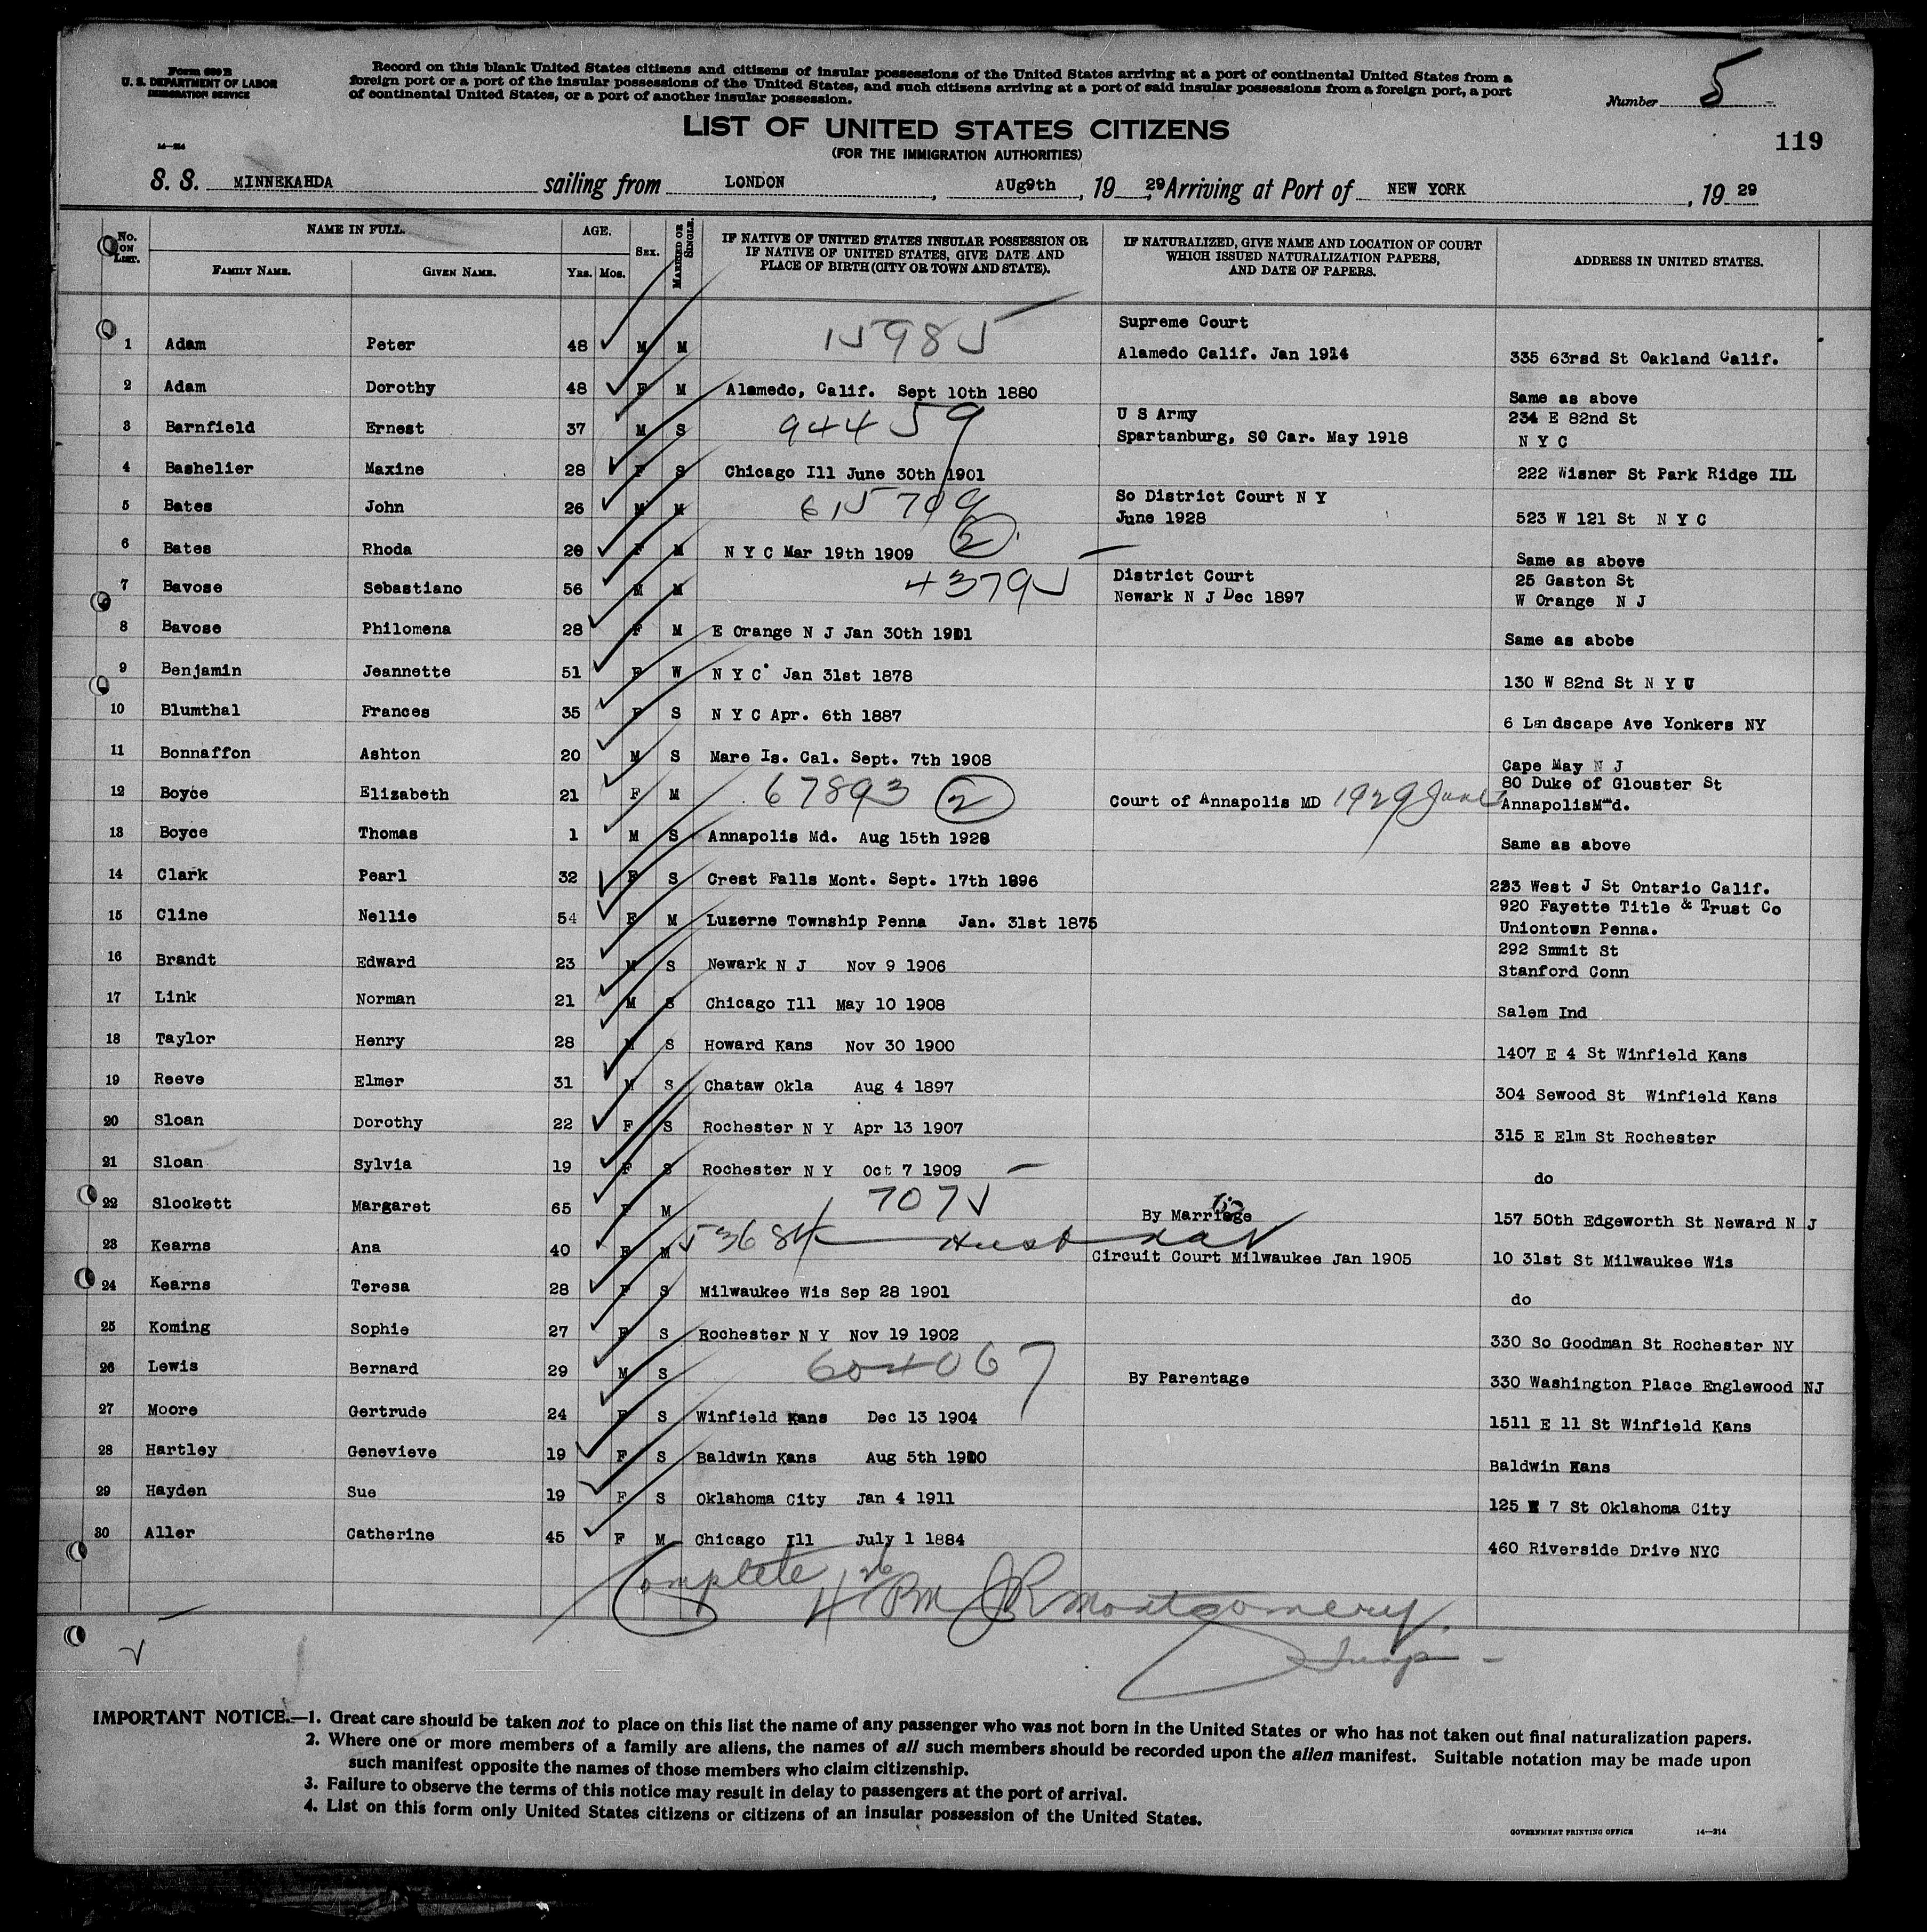 Form 630 B
U. S. DEPARTMENT OF LABOR
IMMIGRATION SERVICE
Record on this blank United States citizens and citizens of insular possessions of the United States arriving at a port of continental United States from a
foreign port or a port of the insular possessions of the United States, and such citizens arriving at a port of said insular possessions from a foreign port, a port
of continental United States, or a port of another insular possession.
Number 5
119
LIST OF UNITED STATES CITIZENS
(FOR THE IMMIGRATION AUTHORITIES)
14—214
S. S. MINNEKAHDA sailing from LONDON, AUg9th, 19 29, Arriving at Port of NEW YORK, 19 29
No. ON LIST. NAME IN FULL. AGE. SEX. MARRIED OR SINGLE. IF NATIVE OF UNITED STATES INSULAR POSSESSION OR IF NATIVE OF UNITED STATES, GIVE DATE AND PLACE OF BIRTH (CITY OR TOWN AND STATE). IF NATURALIZED, GIVE NAME AND LOCATION OF COURT WHICH ISSUED NATURALIZATION PAPERS, AND DATE OF PAPERS. ADDRESS IN UNITED STATES.
FAMILY NAME. GIVEN NAME. YRS. MOS.
1 Adam Peter 48 M M 15985 Supreme Court Alamedo Calif. Jan 1914 335 63rsd St Oakland Calif.
2 Adam Dorothy 48 F M Alamedo, Calif. Sept 10th 1880 Same as above
3 Barnfield Ernest 37 M S 94459 U S Army Spartanburg, SO Car. May 1918 234 E 82nd St N Y C
4 Bashelier Maxine 28 F S Chicago Ill June 30th 1901 222 Wisner St Park Ridge IIL
5 Bates John 26 M M 615709 So District Court N Y June 1928 523 W 121 St N Y C
6 Bates Rhoda 20 F M N Y C Mar 19th 1909 2 Same as above
7 Bavose Sebastiano 56 M M 43795 District Court Newark N J Dec 1897 25 Gaston St W Orange N J
8 Bavose Philomena 28 F M E Orange N J Jan 30th 1901 Same as abobe
9 Benjamin Jeannette 51 F W N Y C Jan 31st 1878 130 W 82nd St N Y C
10 Blumthal Frances 35 F S N Y C Apr. 6th 1887 6 Landscape Ave Yonkers NY
11 Bonnaffon Ashton 20 M S Mare Is. Cal. Sept. 7th 1908 Cape May N J
12 Boyce Elizabeth 21 F M 67893 2 Court of Annapolis MD 1929 June 80 Duke of Glouster St AnnapolisMd.
13 Boyce Thomas 1 M S Annapolis Md. Aug 15th 1928 Same as above
14 Clark Pearl 32 F S Crest Falls Mont. Sept. 17th 1896 223 West J St Ontario Calif.
15 Cline Nellie 54 F M Luzerne Township Penna Jan. 31st 1875 920 Fayette Title & Trust Co Uniontown Penna.
16 Brandt Edward 23 M S Newark N J Nov 9 1906 292 Smmit St Stanford Conn
17 Link Norman 21 M S Chicago Ill May 10 1908 Salem Ind
18 Taylor Henry 28 M S Howard Kans Nov 30 1900 1407 E 4 St Winfield Kans
19 Reeve Elmer 31 M S Chataw Okla Aug 4 1897 304 Sewood St Winfield Kans
20 Sloan Dorothy 22 F S Rochester N Y Apr 13 1907 315 E Elm St Rochester
21 Sloan Sylvia 19 F S Rochester N Y Oct 7 1909 do
22 Slockett Margaret 65 F M 7075 By Marriage 157 50th Edgeworth St Neward N J
23 Kearns Ana 40 F M 5368 Husband Circuit Court Milwaukee Jan 1905 10 31st St Milwaukee Wis
24 Kearns Teresa 28 F S Milwaukee Wis Sep 28 1901 do
25 Koming Sophie 27 F S Rochester N Y Nov 19 1902 330 So Goodman St Rochester NY
26 Lewis Bernard 29 M S 604067 By Parentage 330 Washington Place Englewood NJ
27 Moore Gertrude 24 F S Winfield Kans Dec 13 1904 1511 E 11 St Winfield Kans
28 Hartley Genevieve 19 F S Baldwin Kans Aug 5th 1910 Baldwin Kans
29 Hayden Sue 19 F S Oklahoma City Jan 4 1911 125 W 7 St Oklahoma City
30 Aller Catherine 45 F M Chicago Ill July 1 1884 460 Riverside Drive NYC
Complete 4 26 PM JR Montgomery
Insp
IMPORTANT NOTICE.—1. Great care should be taken not to place on this list the name of any passenger who was not born in the United States or who has not taken out final naturalization papers.
2. Where one or more members of a family are aliens, the names of all such members should be recorded upon the alien manifest. Suitable notation may be made upon
such manifest opposite the names of those members who claim citizenship.
3. Failure to observe the terms of this notice may result in delay to passengers at the port of arrival.
4. List on this form only United States citizens or citizens of an insular possession of the United States.
GOVERNMENT PRINTING OFFICE 14—214